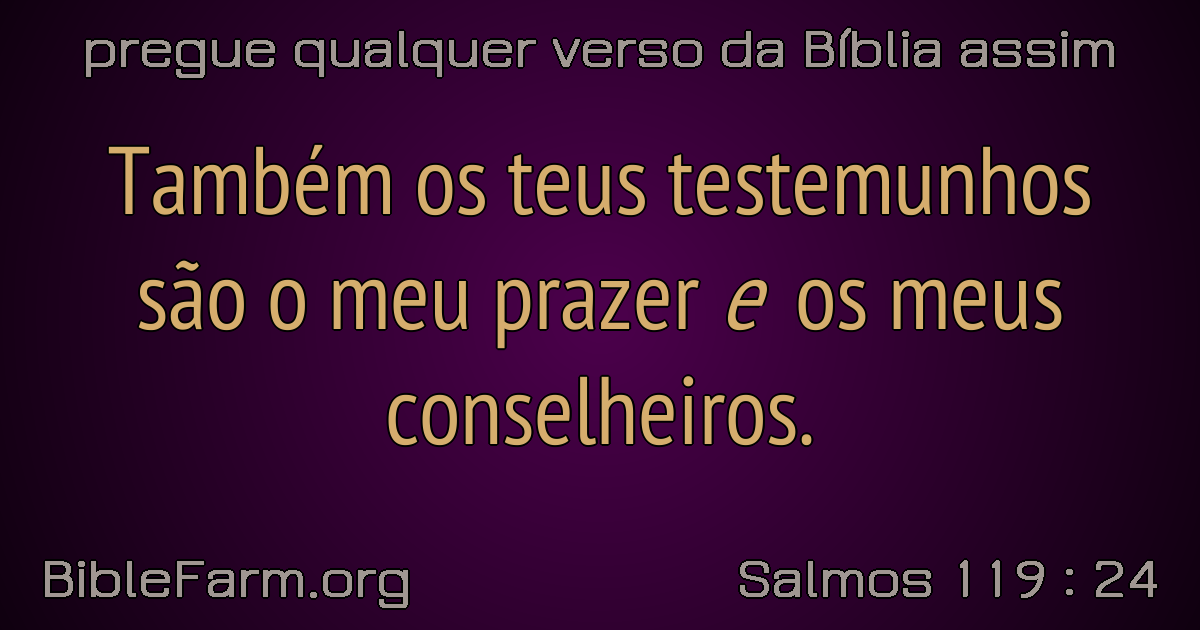 pregue qualquer verso da Bíblia assim
Também os teus testemunhos
são o meu prazer e os meus
conselheiros.
BibleFarm.org
Salmos 119 : 24